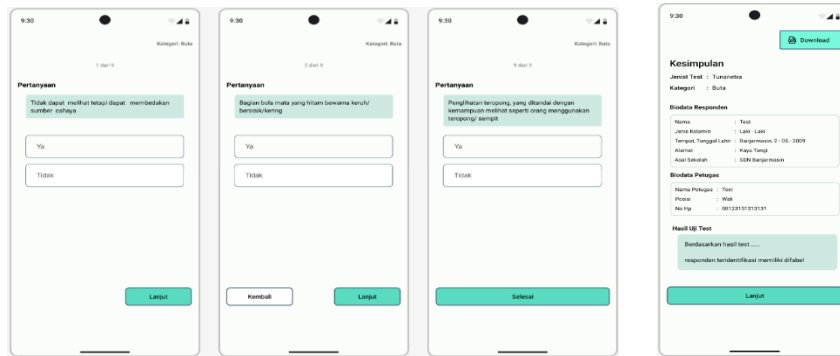 9:30
Kategori: Buta
1 dari 9
Pertanyaan
Tidak dapat melihat tetapi dapat membedakan
sumber cahaya
Ya
Tidak
Lanjut
9:30
Kategori: Buta
2 dari 9
Pertanyaan
Bagian bola mata yang hitam bewarna keruh/
bersisik/kering
Ya
Tidak
Kembali
Lanjut
9:30
Kategori: Buta
9 dari 9
Pertanyaan
Penglihatan teropong, yang ditandai dengan
kemampuan melihat seperti orang menggunakan
teropong/ sempit
Ya
Tidak
Selesai
9:30
Download
Kesimpulan
Jenist Test : Tunanetra
Kategori : Buta
Biodata Responden
Nama : Test
Jenis Kelamin : Laki - Laki
Tempat, Tanggal Lahir : Banjarmasin, 2 - 05 - 2009
Alamat : Kayu Tangi
Asal Sekolah : SDN Banjarmasin
Biodata Petugas
Nama Petugas : Test
Posisi : Wali
No Hp :
Hasil Uji Test
Berdasarkan hasil test ......
responden teridentifikasi memiliki difabel
Lanjut